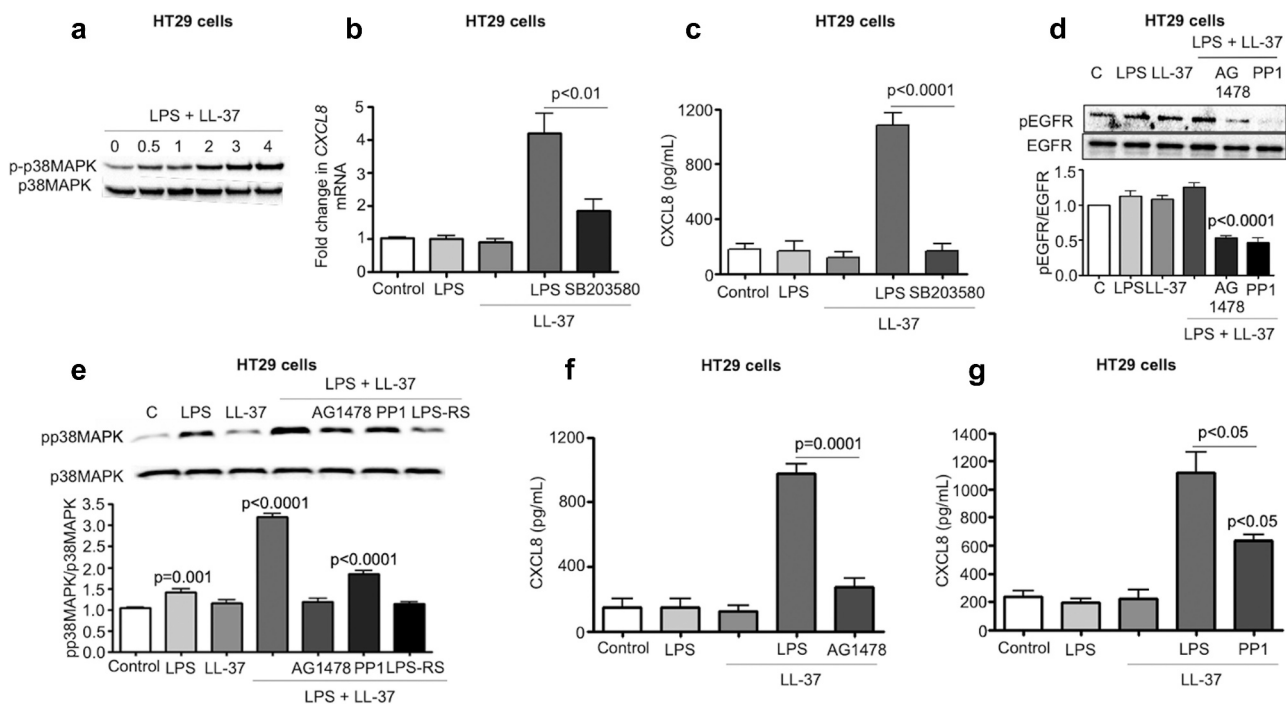 a
HT29 cells
LPS + LL-37
0 0.5 1 2 3 4
p-p38MAPK
p38MAPK
b
HT29 cells
Fold change in CXCL8
mRNA
5
4
3
2
1
0
p<0.01
Control LPS LPS SB203580
LL-37
c
HT29 cells
CXCL8 (pg/mL)
1200
800
400
0
p<0.0001
Control LPS LPS SB203580
LL-37
d
HT29 cells
LPS + LL-37
C LPS LL-37 AG PP1
1478
pEGFR
EGFR
pEGFR/EGFR
1.5
1.0
0.5
0.0
p<0.0001
C LPS LL-37 AG PP1
1478
LPS + LL-37
e
HT29 cells
LPS + LL-37
C LPS LL-37 AG1478 PP1 LPS-RS
pp38MAPK
p38MAPK
pp38MAPK/p38MAPK
3.5
3.0
2.5
2.0
1.5
1.0
0.5
0.0
p=0.001
p<0.0001
p<0.0001
Control LPS LL-37 AG1478 PP1 LPS-RS
LPS + LL-37
f
HT29 cells
CXCL8 (pg/mL)
1200
800
400
0
p=0.0001
Control LPS LPS AG1478
LL-37
g
HT29 cells
CXCL8 (pg/mL)
1400
1200
1000
800
600
400
200
0
p<0.05
p<0.05
Control LPS LPS PP1
LL-37